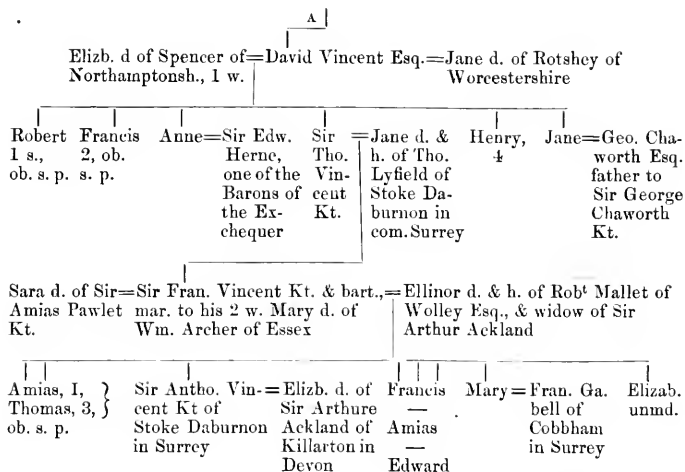 A
Elizb. d of Spencer of=David Vincent Esq.=Jane d. of Rotshey of
Northamptonsh., 1 w. Worcestershire
Robert Francis Anne=Sir Edw. Sir =Jane d. & Henry, Jane=Geo. Cha-
1 s., 2, ob. Herne, Tho. h. of Tho. 4 worth Esq.
ob. s. p. s. p. one of the Vin- Lyfield of father to
Barons of cent Stoke Da- Sir George
the Ex- Kt. burnon in Chaworth
chequer com. Surrey Kt.
Sara d. of Sir=Sir Fran. Vincent Kt. & bart.,=Ellinor d. & h. of Robt Mallet of
Amias Pawlet mar. to his 2 w. Mary d. of Wolley Esq., & widow of Sir
Kt. Wm. Archer of Essex Arthur Ackland
Amias, I, } Sir Antho. Vin-=Elizb. d. of Francis Mary=Fran. Ga- Elizab.
Thomas, 3, } cent Kt of Sir Arthure — bell of unmd.
ob. s. p. Stoke Daburnon Ackland of Amias Cobbham
in Surrey Killarton in — in Surrey
Devon Edward